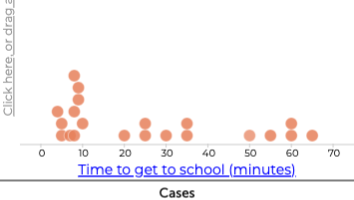 Click here, or drag a
0 10 20 30 40 50 60 70
Time to get to school (minutes)
Cases